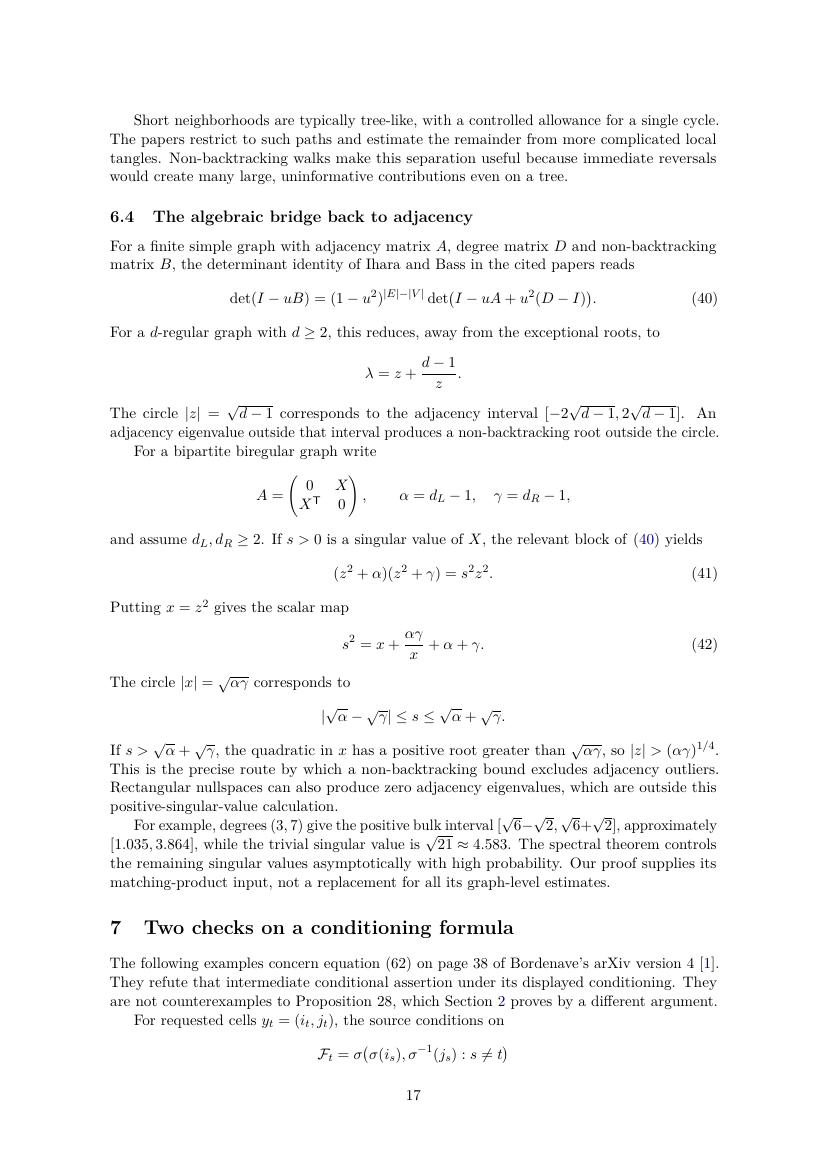 Short neighborhoods are typically tree-like, with a controlled allowance for a single cycle.
The papers restrict to such paths and estimate the remainder from more complicated local
tangles. Non-backtracking walks make this separation useful because immediate reversals
would create many large, uninformative contributions even on a tree.
6.4 The algebraic bridge back to adjacency
For a finite simple graph with adjacency matrix A, degree matrix D and non-backtracking
matrix B, the determinant identity of Ihara and Bass in the cited papers reads
det(I − uB) = (1 − u²)^{|E|−|V|} det(I − uA + u²(D − I)). (40)
For a d-regular graph with d ≥ 2, this reduces, away from the exceptional roots, to
λ = z + (d − 1)/z.
The circle |z| = √(d − 1) corresponds to the adjacency interval [−2√(d − 1), 2√(d − 1)]. An
adjacency eigenvalue outside that interval produces a non-backtracking root outside the circle.
For a bipartite biregular graph write
A = (0 X; X^T 0), α = d_L − 1, γ = d_R − 1,
and assume d_L, d_R ≥ 2. If s > 0 is a singular value of X, the relevant block of (40) yields
(z² + α)(z² + γ) = s²z². (41)
Putting x = z² gives the scalar map
s² = x + αγ/x + α + γ. (42)
The circle |x| = √(αγ) corresponds to
|√α − √γ| ≤ s ≤ √α + √γ.
If s > √α + √γ, the quadratic in x has a positive root greater than √(αγ), so |z| > (αγ)^{1/4}.
This is the precise route by which a non-backtracking bound excludes adjacency outliers.
Rectangular nullspaces can also produce zero adjacency eigenvalues, which are outside this
positive-singular-value calculation.
For example, degrees (3, 7) give the positive bulk interval [√6−√2, √6+√2], approximately
[1.035, 3.864], while the trivial singular value is √21 ≈ 4.583. The spectral theorem controls
the remaining singular values asymptotically with high probability. Our proof supplies its
matching-product input, not a replacement for all its graph-level estimates.
7 Two checks on a conditioning formula
The following examples concern equation (62) on page 38 of Bordenave's arXiv version 4 [1].
They refute that intermediate conditional assertion under its displayed conditioning. They
are not counterexamples to Proposition 28, which Section 2 proves by a different argument.
For requested cells y_t = (i_t, j_t), the source conditions on
ℱ_t = σ(σ(i_s), σ^{−1}(j_s) : s ≠ t)
17